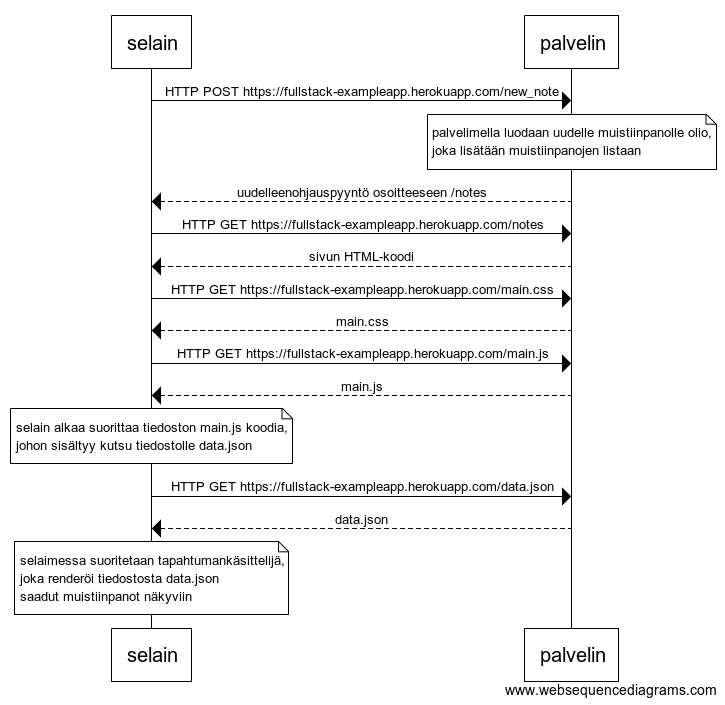 selain
palvelin
HTTP POST https://fullstack-exampleapp.herokuapp.com/new_note
palvelimella luodaan uudelle muistiinpanolle olio,
joka lisätään muistiinpanojen listaan
uudelleenohjauspyyntö osoitteeseen /notes
HTTP GET https://fullstack-exampleapp.herokuapp.com/notes
sivun HTML-koodi
HTTP GET https://fullstack-exampleapp.herokuapp.com/main.css
main.css
HTTP GET https://fullstack-exampleapp.herokuapp.com/main.js
main.js
selain alkaa suorittaa tiedoston main.js koodia,
johon sisältyy kutsu tiedostolle data.json
HTTP GET https://fullstack-exampleapp.herokuapp.com/data.json
data.json
selaimessa suoritetaan tapahtumankäsittelijä,
joka renderöi tiedostosta data.json
saadut muistiinpanot näkyviin
selain
palvelin
www.websequencediagrams.com